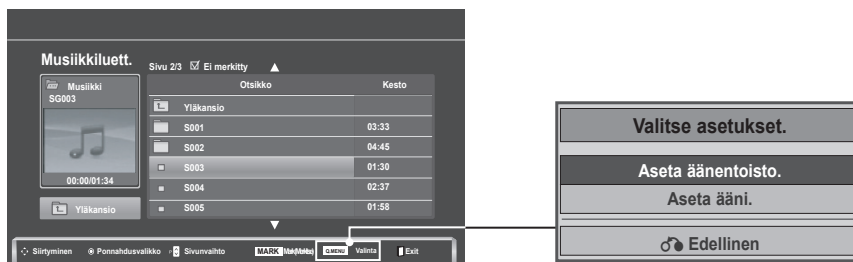 Musiikkiluett.
Sivu 2/3 Ei merkitty
Musiikki
SG003
00:00/01:34
Yläkansio
Otsikko Kesto
Yläkansio
S001 03:33
S002 04:45
S003 01:30
S004 02:37
S005 01:58
Siirtyminen Ponnahdusvalikko P Sivunvaihto MARK Q.MENU Valinta Exit
Valitse asetukset.
Aseta äänentoisto.
Aseta ääni.
Edellinen